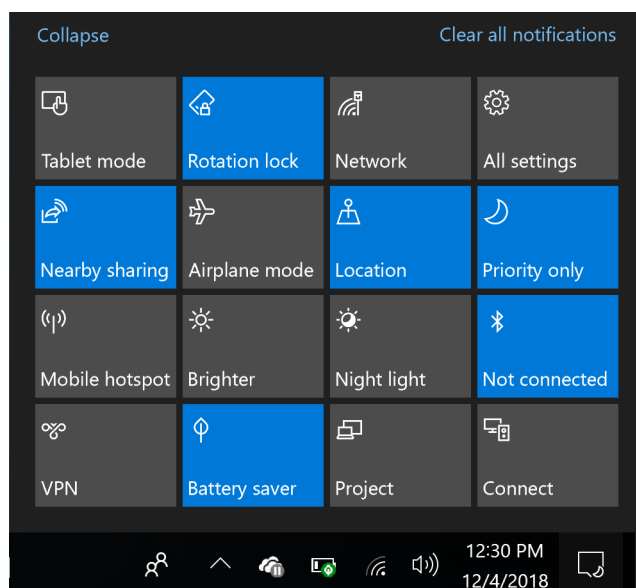 Collapse Clear all notifications
Tablet mode Rotation lock Network All settings
Nearby sharing Airplane mode Location Priority only
Mobile hotspot Brighter Night light Not connected
VPN Battery saver Project Connect
12:30 PM
12/4/2018